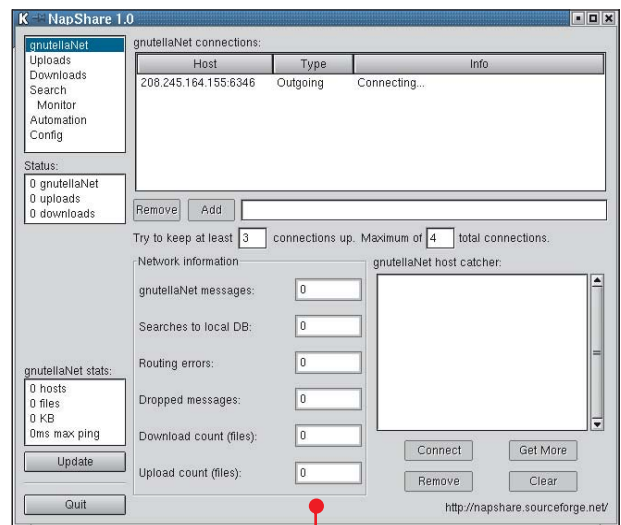 K NapShare 1.0
gnutellaNet
Uploads
Downloads
Search
Monitor
Automation
Config
Status:
0 gnutellaNet
0 uploads
0 downloads
gnutellaNet stats:
0 hosts
0 files
0 KB
0ms max ping
Update
Quit
gnutellaNet connections:
Host Type Info
208.245.164.155:6346 Outgoing Connecting...
Remove Add
Try to keep at least 3 connections up. Maximum of 4 total connections.
Network information
gnutellaNet messages: 0
Searches to local DB: 0
Routing errors: 0
Dropped messages: 0
Download count (files): 0
Upload count (files): 0
gnutellaNet host catcher:
Connect Get More
Remove Clear
http://napshare.sourceforge.net/